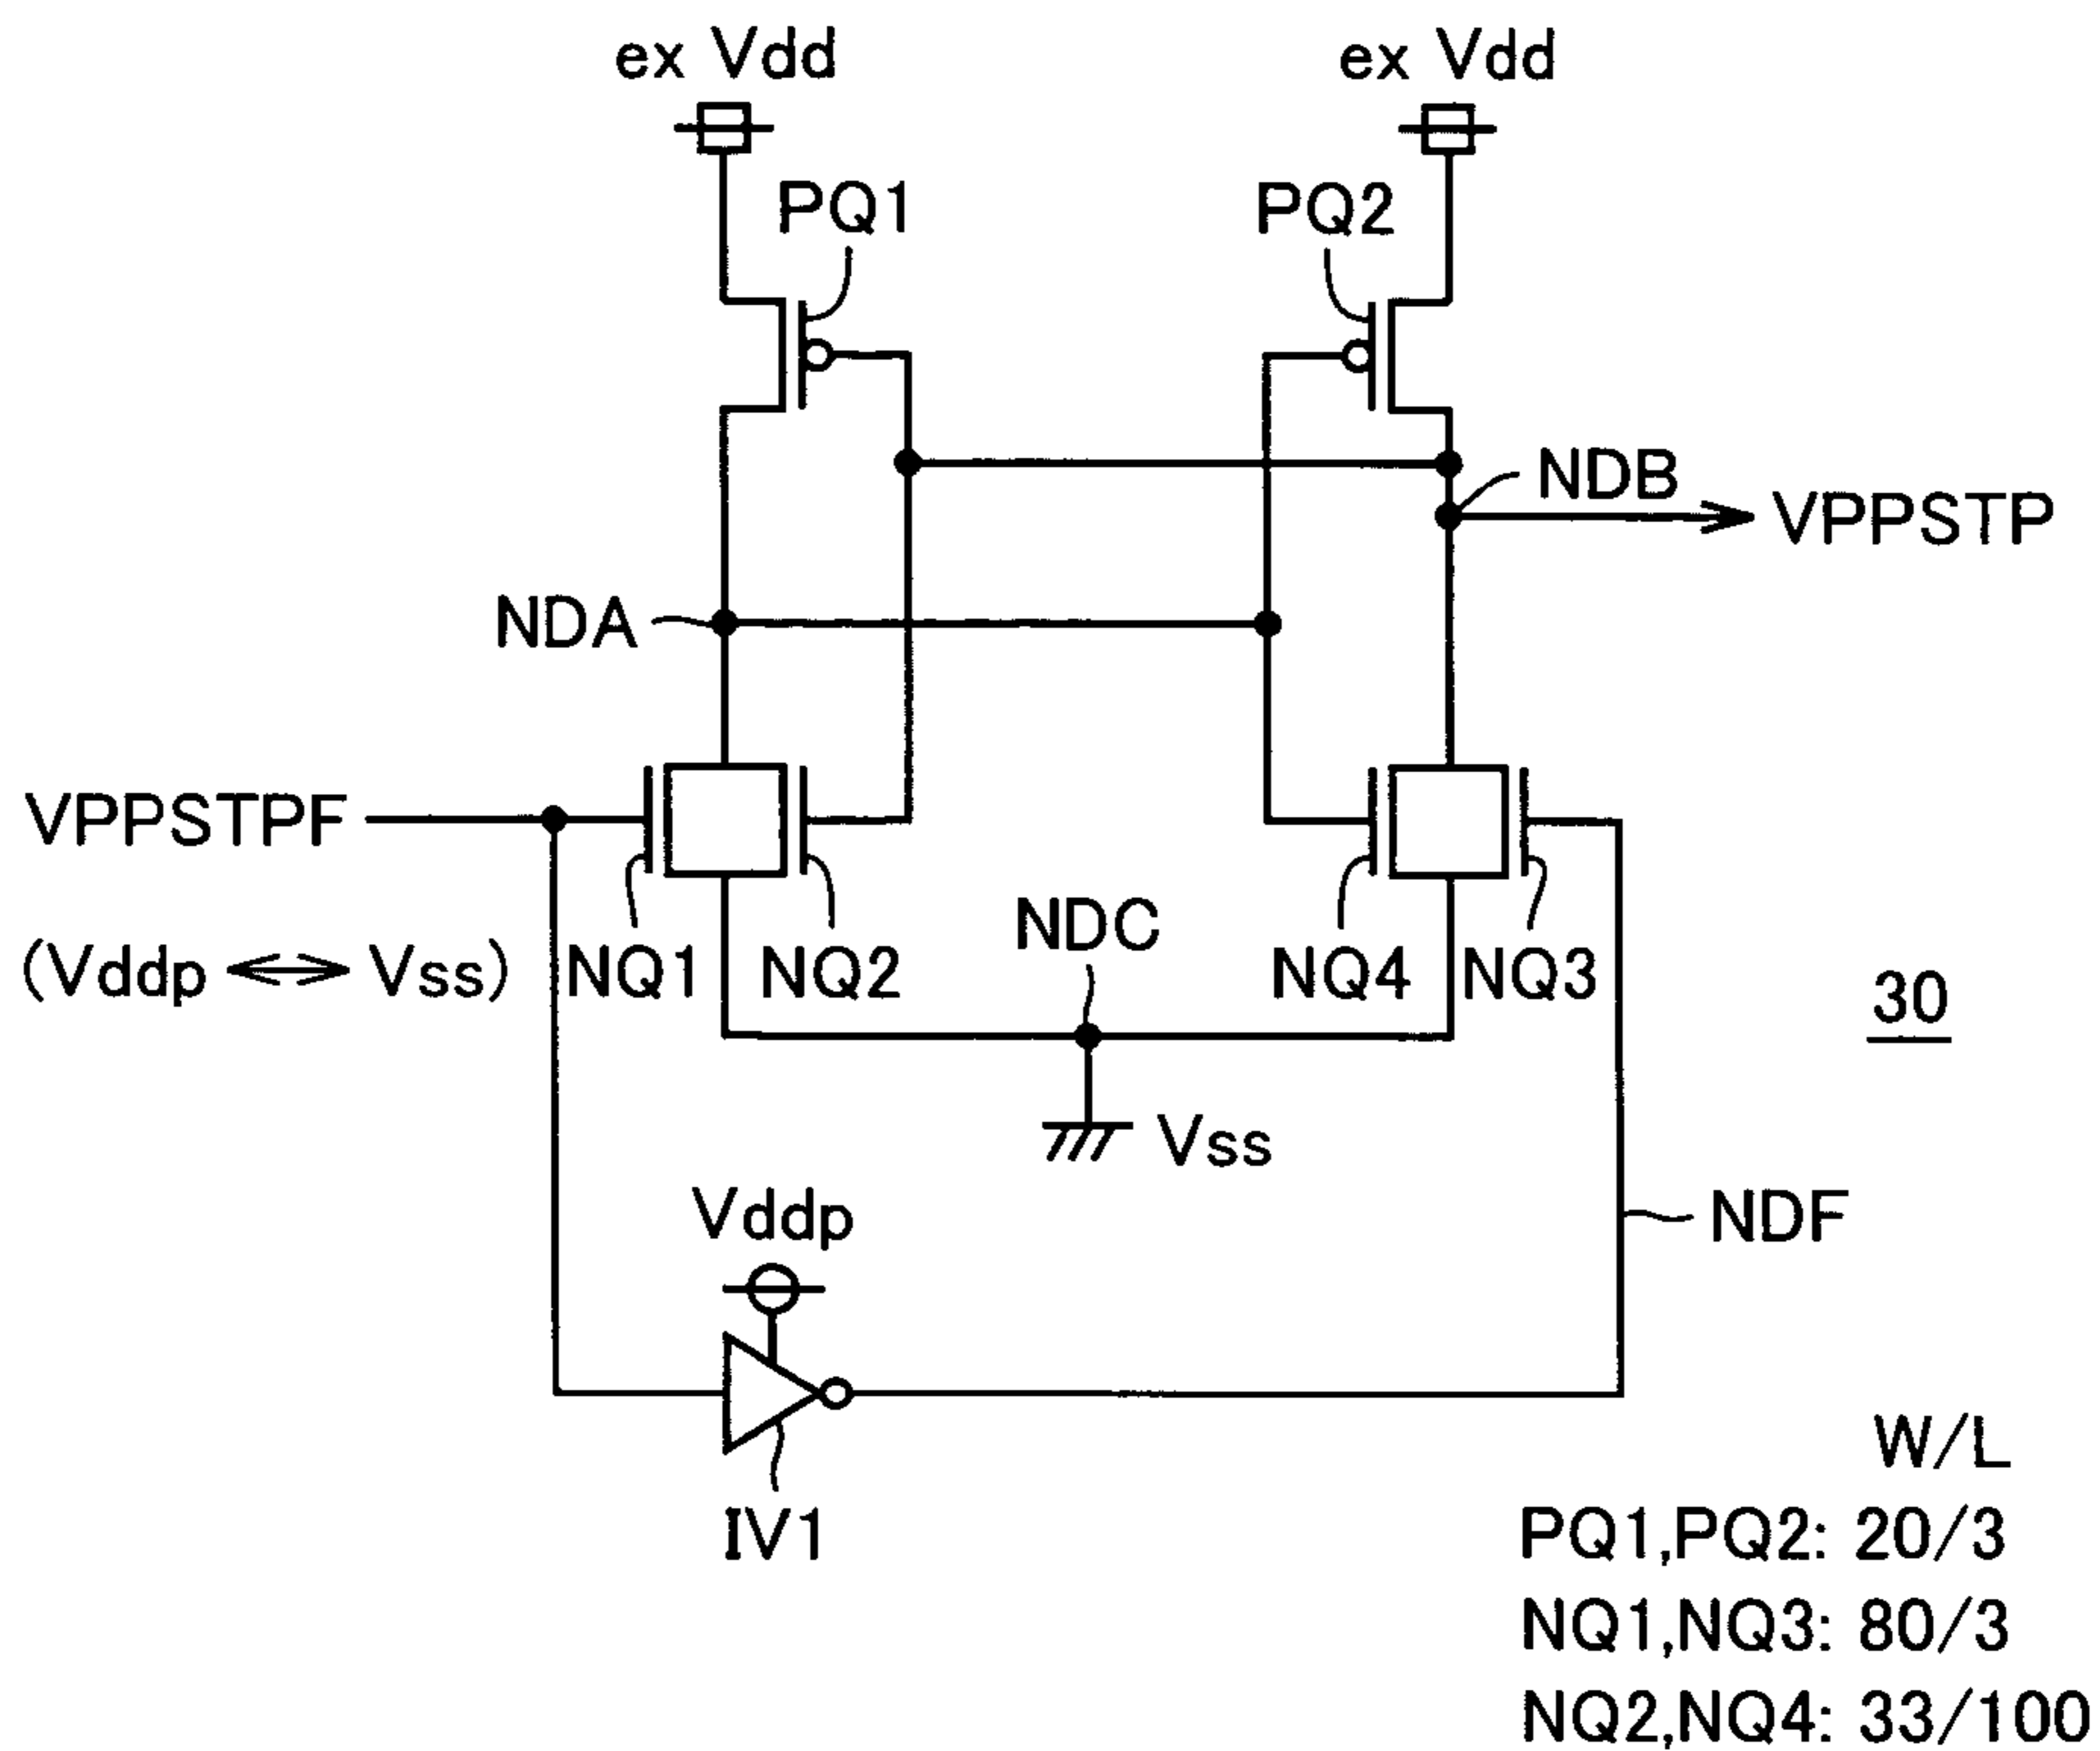 ex Vdd
ex Vdd
PQ1
PQ2
NDB
VPPSTP
NDA
VPPSTPF
(Vddp ⟷ Vss)
NQ1
NQ2
NDC
NQ4
NQ3
30
Vss
Vddp
NDF
IV1
W/L
PQ1,PQ2: 20/3
NQ1,NQ3: 80/3
NQ2,NQ4: 33/100